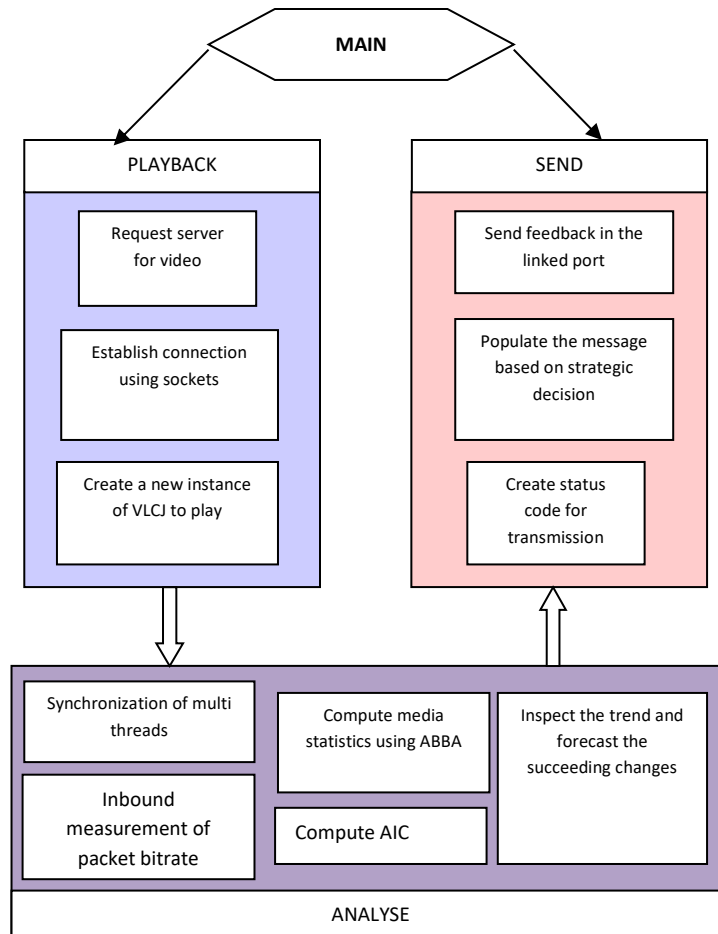 MAIN
PLAYBACK
Request server
for video
Establish connection
using sockets
Create a new instance
of VLCJ to play
SEND
Send feedback in the
linked port
Populate the message
based on strategic
decision
Create status
code for
transmission
Synchronization of multi
threads
Inbound
measurement of
packet bitrate
Compute media
statistics using ABBA
Compute AIC
Inspect the trend and
forecast the
succeeding changes
ANALYSE